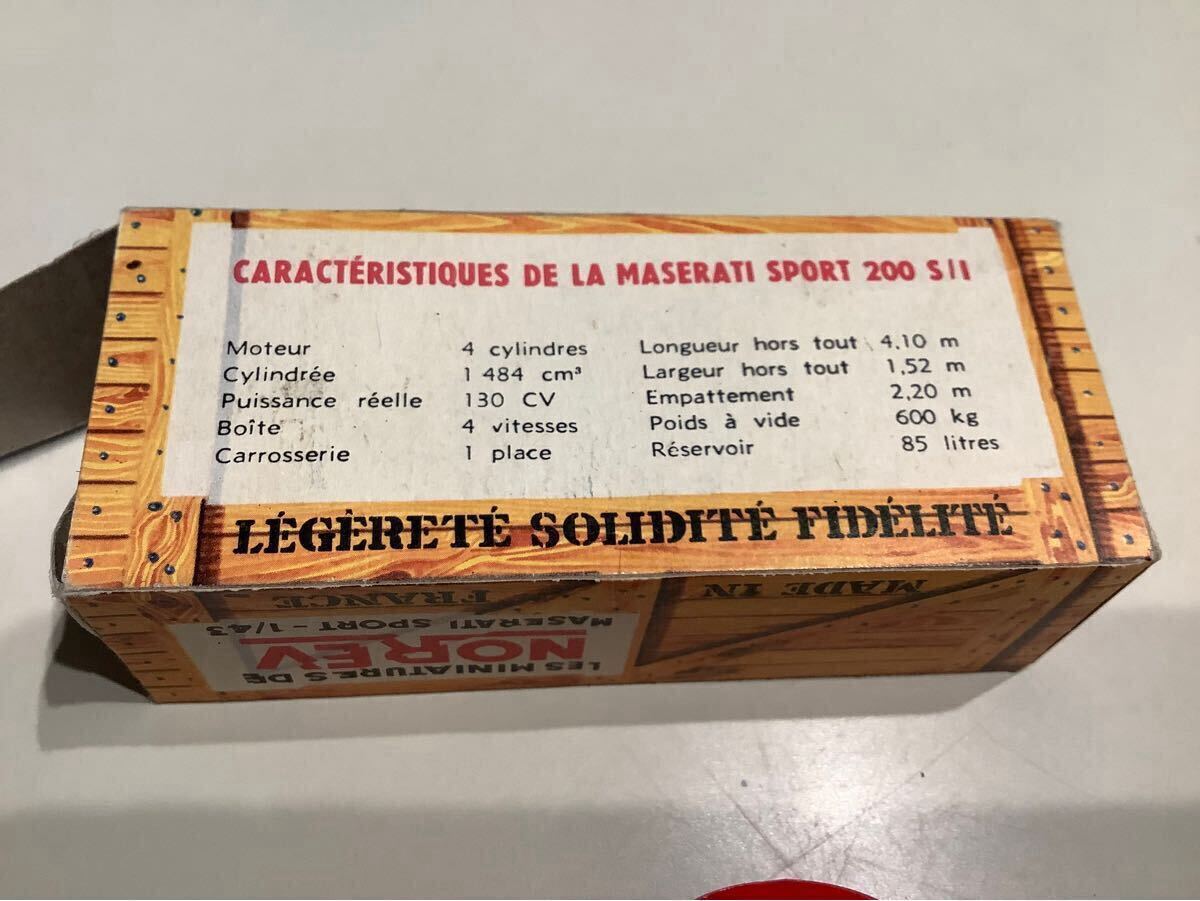 CARACTÉRISTIQUES DE LA MASERATI SPORT 200 S/I
Moteur 4 cylindres
Cylindrée 1 484 cm³
Puissance réelle 130 CV
Boîte 4 vitesses
Carrosserie 1 place
Longueur hors tout 4.10 m
Largeur hors tout 1,52 m
Empattement 2,20 m
Poids à vide 600 kg
Réservoir 85 litres
LÉGÈRETÉ SOLIDITÉ FIDÉLITÉ
LES MINIATURES DE
NOREV
MASERATI SPORT - 1/43
MADE IN FRANCE